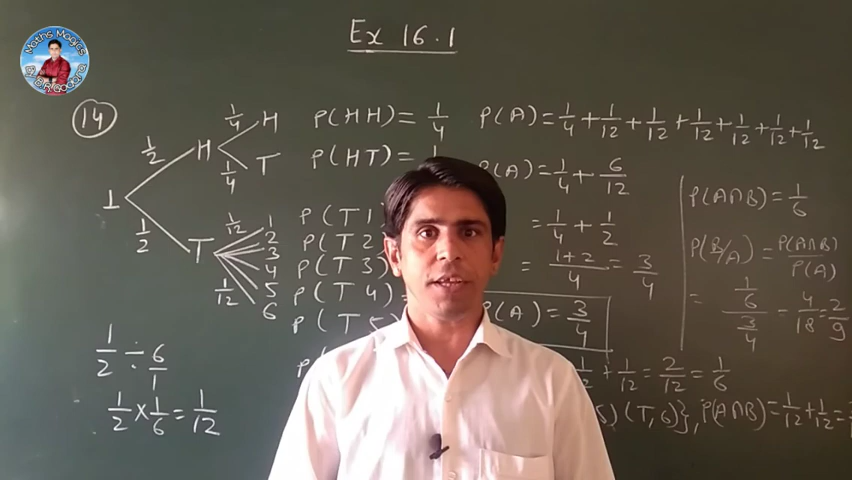 Maths Magics
By
B.R.Godara
Ex 16.1
14
1
1/2 H 1/4 H
1/4 T
1/2 T 1/12 1
2
3
4
5
1/12 6
1/2 ÷ 6/1
1/2 × 1/6 = 1/12
P(HH) = 1/4
P(HT) =
P(T1
P(T2
P(T3)
P(T4)=
P(T5)
P(A) = 1/4 + 1/12 + 1/12 + 1/12 + 1/12 + 1/12 + 1/12
P(A) = 1/4 + 6/12
= 1/4 + 1/2
= 1+2/4 = 3/4
P(A) = 3/4
+ 1/12 = 2/12 = 1/6
(T,6)}, P(A∩B) = 1/12 + 1/12 =
P(A∩B) = 1/6
P(B/A) = P(A∩B)/P(A)
= 1/6 / 3/4 = 4/18 = 2/9